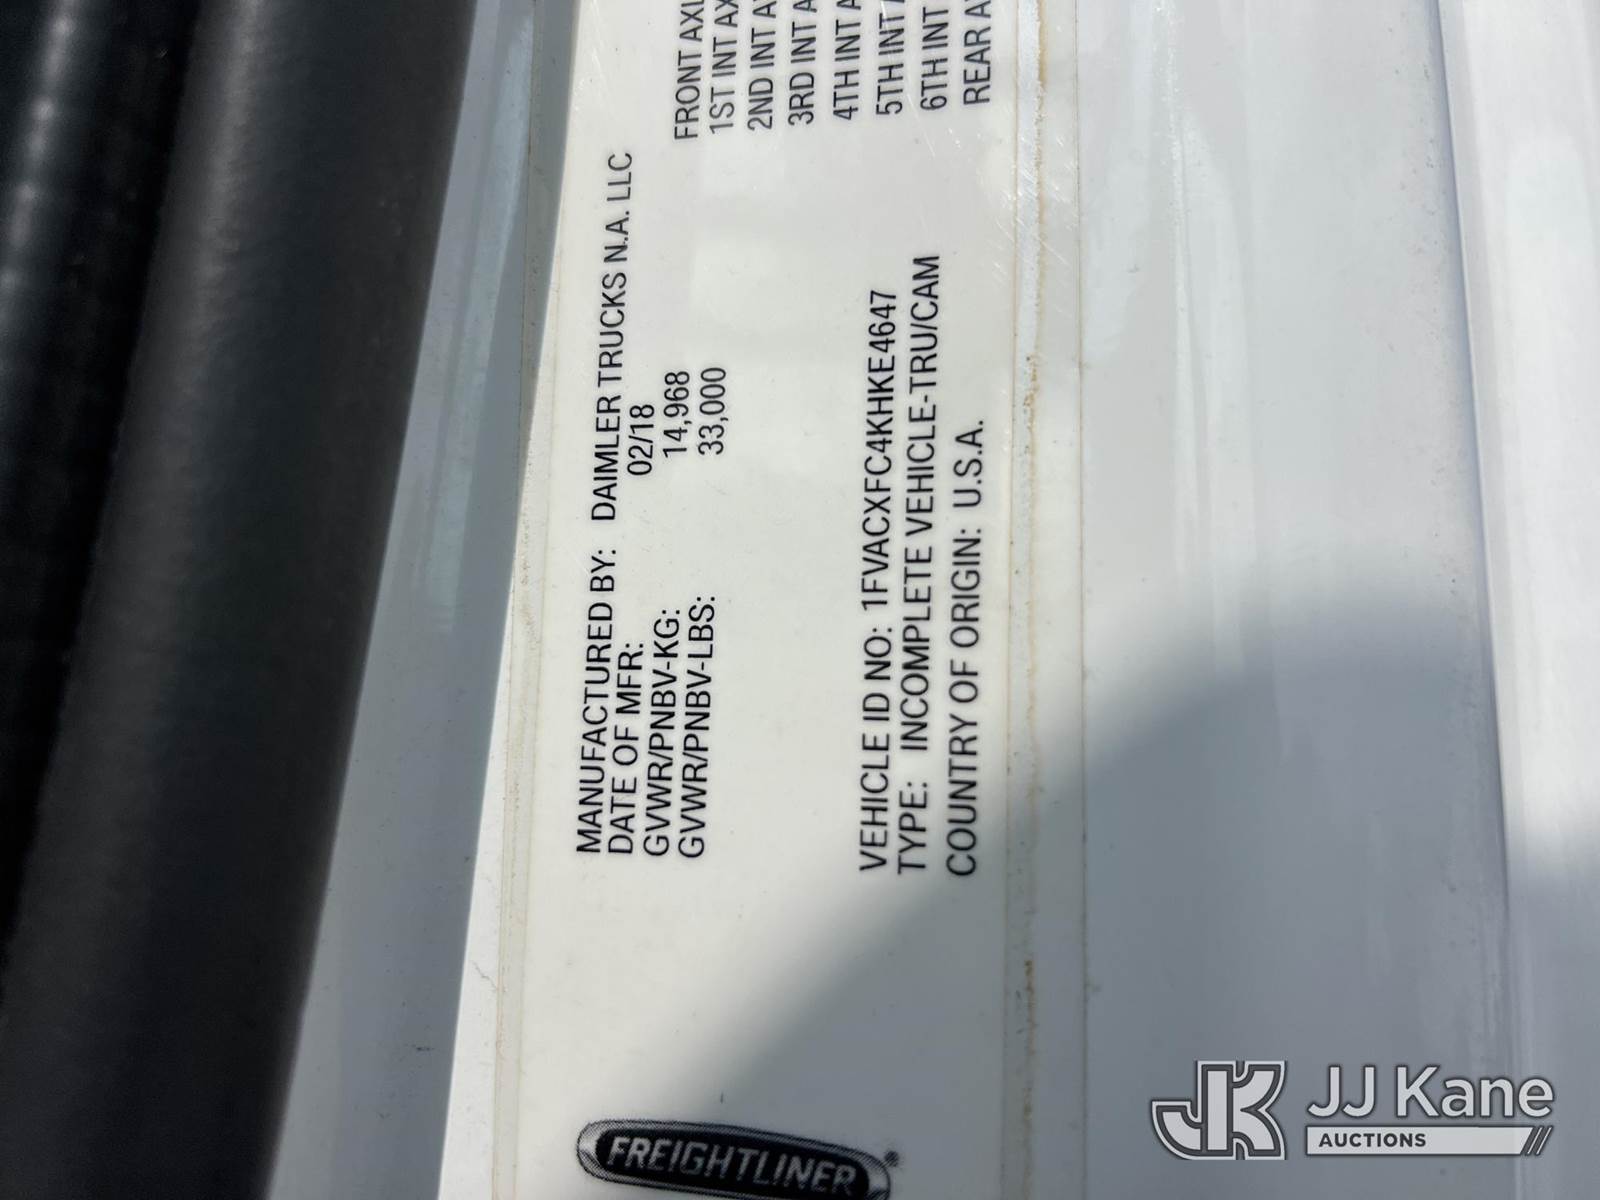 FREIGHTLINER®
MANUFACTURED BY: DAIMLER TRUCKS N.A. LLC
DATE OF MFR: 02/18
GVWR/PNBV-KG: 14,968
GVWR/PNBV-LBS: 33,000
VEHICLE ID NO: 1FVACXFC4KHKE4647
TYPE: INCOMPLETE VEHICLE-TRU/CAM
COUNTRY OF ORIGIN: U.S.A.
FRONT AXL
1ST INT AX
2ND INT A
3RD INT A
4TH INT A
5TH INT A
6TH INT
REAR A
JK JJ Kane
AUCTIONS